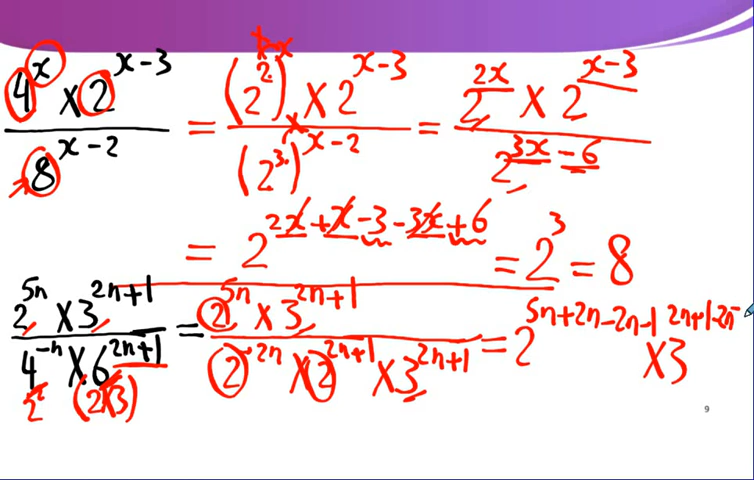 4^x × 2^(x-3) / 8^(x-2) = (2^2)^x × 2^(x-3) / (2^3)^(x-2) = 2^(2x) × 2^(x-3) / 2^(3x-6)
= 2^(2x+x-3-3x+6) = 2^3 = 8
2^(5n) × 3^(2n+1) / 4^(-n) × 6^(2n+1) = 2^(5n) × 3^(2n+1) / 2^(-2n) × 2^(2n+1) × 3^(2n+1) = 2^(5n+2n-2n-1) × 3^(2n+1-2n-
2 (2×3)
9